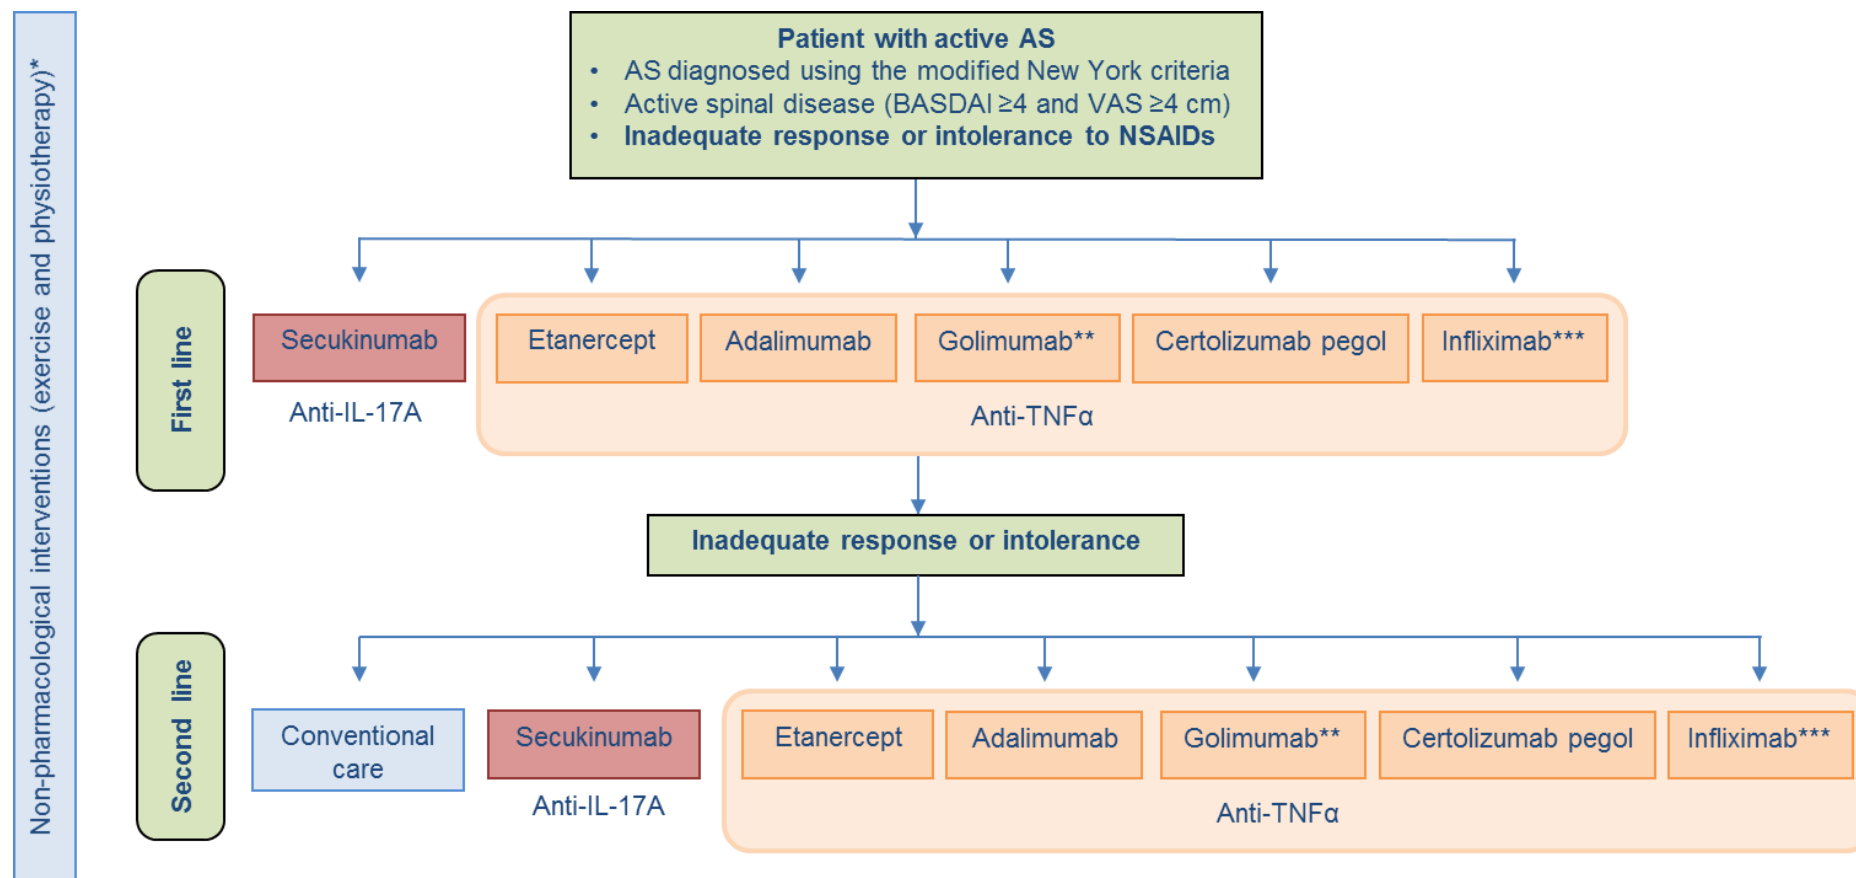 Non-pharmacological interventions (exercise and physiotherapy)*
Patient with active AS
• AS diagnosed using the modified New York criteria
• Active spinal disease (BASDAI ≥4 and VAS ≥4 cm)
• Inadequate response or intolerance to NSAIDs
First line
Secukinumab
Etanercept
Adalimumab
Golimumab**
Certolizumab pegol
Infliximab***
Anti-IL-17A
Anti-TNFα
Inadequate response or intolerance
Second line
Conventional
care
Secukinumab
Etanercept
Adalimumab
Golimumab**
Certolizumab pegol
Infliximab***
Anti-IL-17A
Anti-TNFα